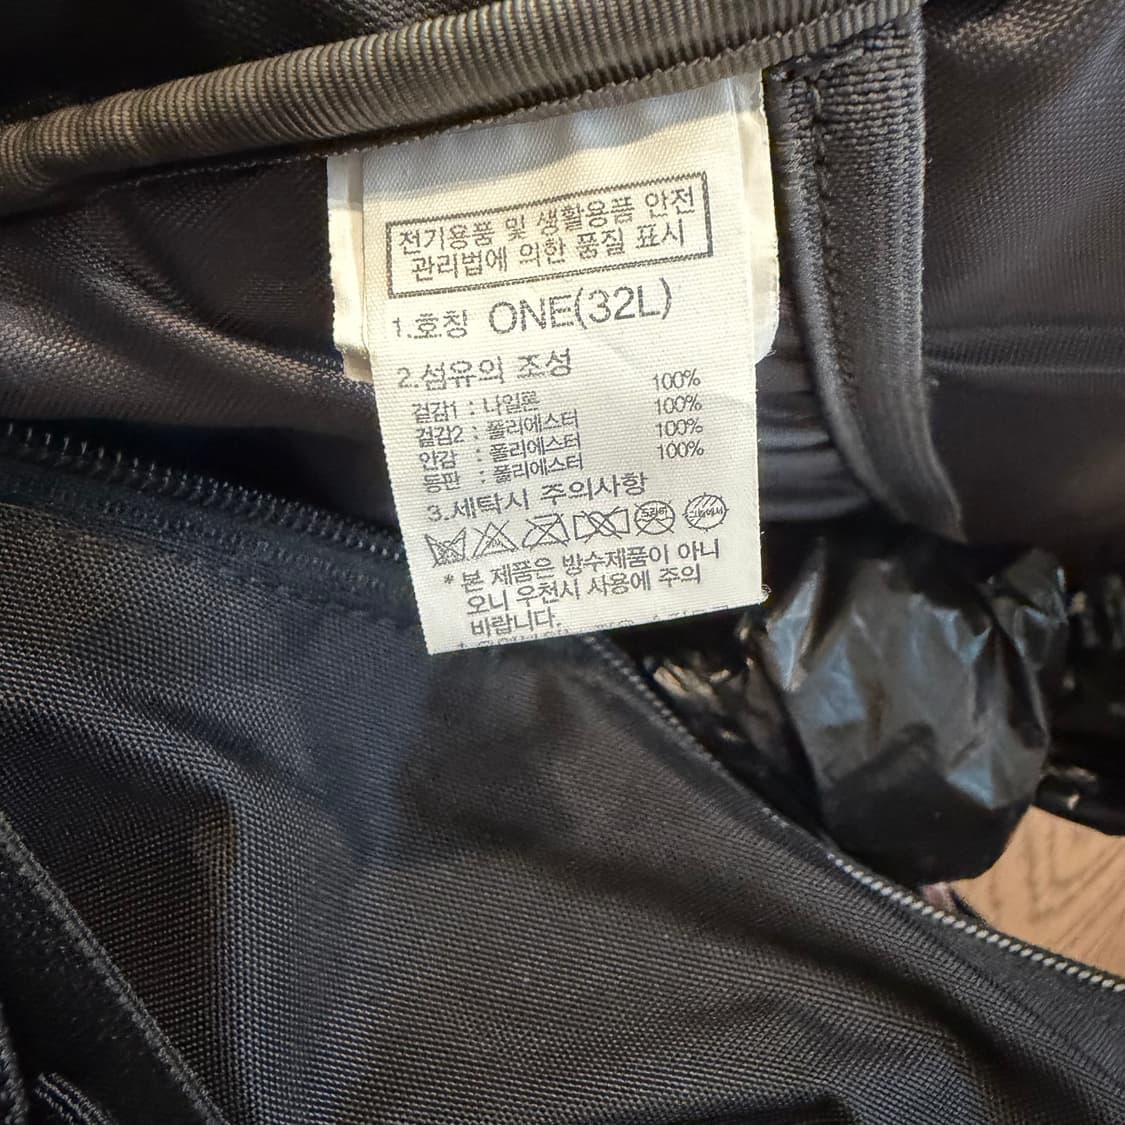 전기용품 및 생활용품 안전
관리법에 의한 품질 표시
1.호칭 ONE(32L)
2.섬유의 조성
겉감1 : 나일론 100%
겉감2 : 폴리에스터 100%
안감 : 폴리에스터 100%
등판 : 폴리에스터 100%
3.세탁시 주의사항
드라이
* 본 제품은 방수제품이 아니
오니 우천시 사용에 주의
바랍니다.